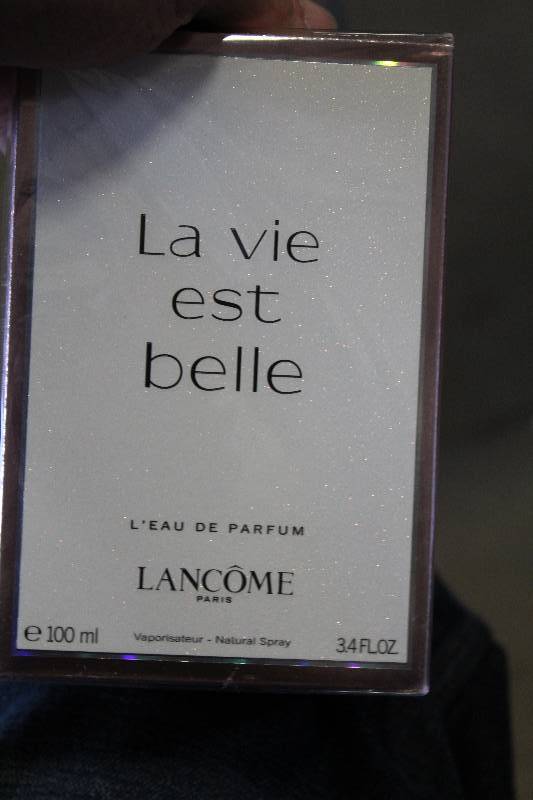 La vie
est
belle
L'EAU DE PARFUM
LANCÔME
PARIS
e 100 ml Vaporisateur - Natural Spray 3.4 FL.OZ.